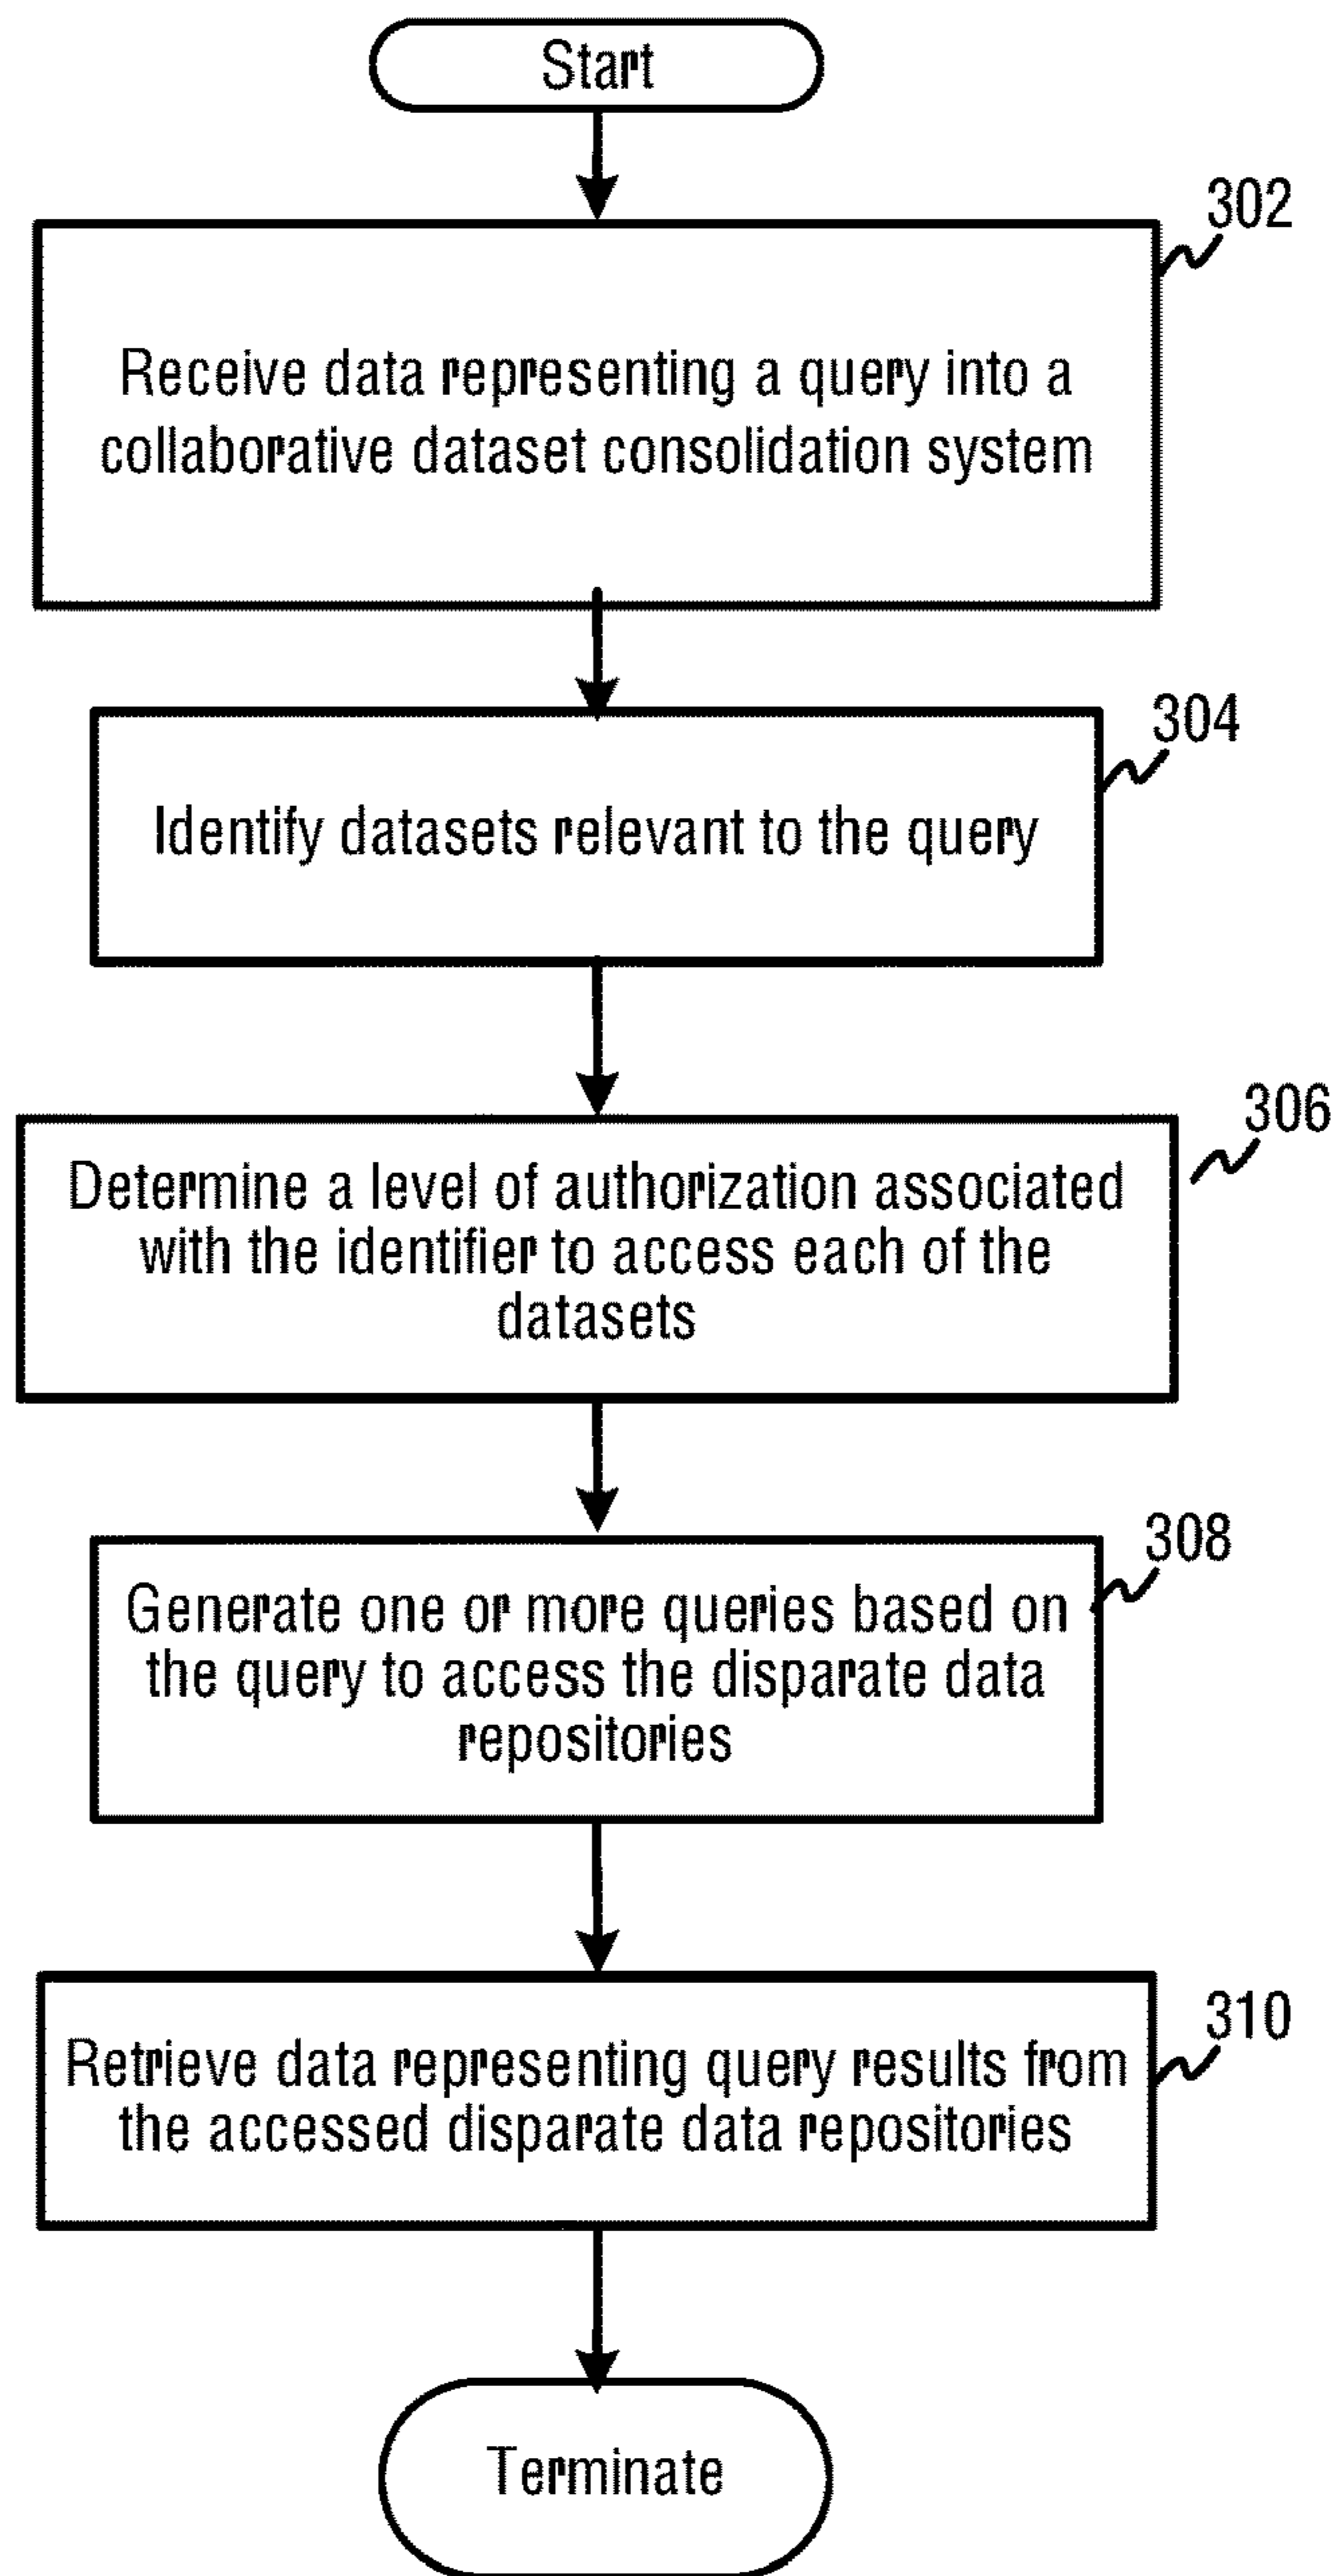 Start
302
Receive data representing a query into a
collaborative dataset consolidation system
304
Identify datasets relevant to the query
306
Determine a level of authorization associated
with the identifier to access each of the
datasets
308
Generate one or more queries based on
the query to access the disparate data
repositories
310
Retrieve data representing query results from
the accessed disparate data repositories
Terminate